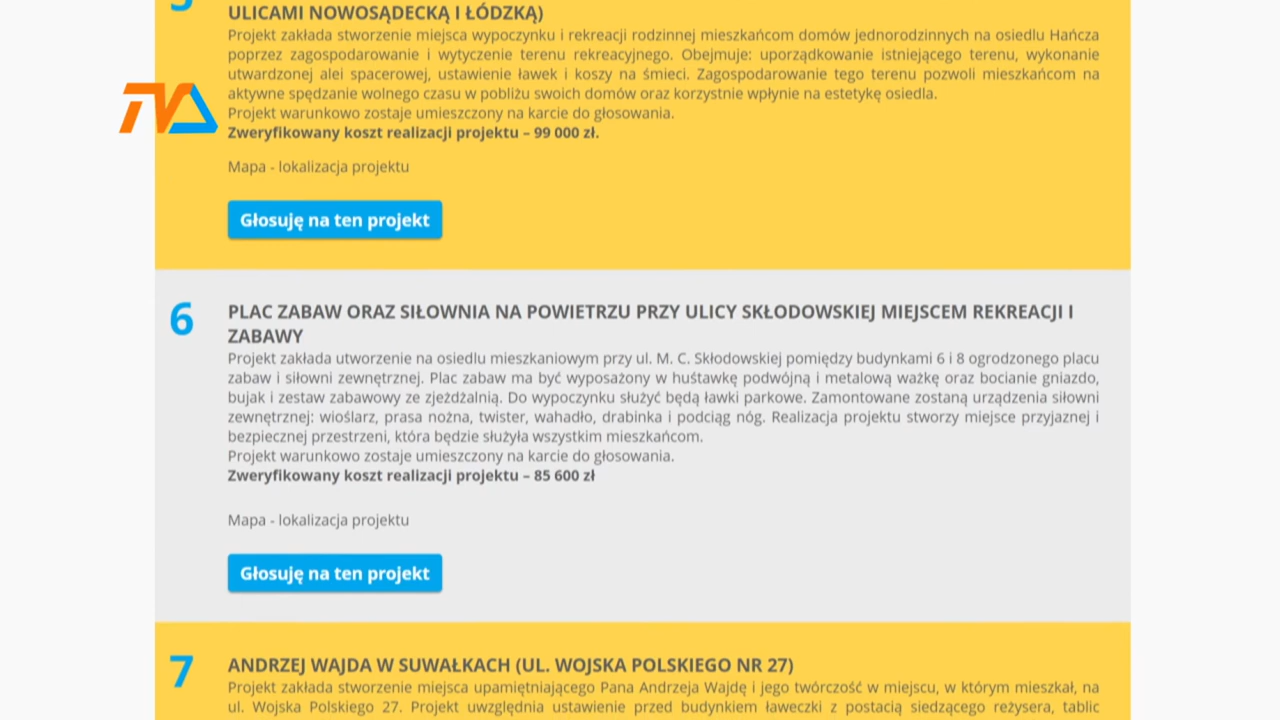 5
ULICAMI NOWOSĄDECKĄ I ŁÓDZKĄ)
Projekt zakłada stworzenie miejsca wypoczynku i rekreacji rodzinnej mieszkańcom domów jednorodzinnych na osiedlu Hańcza
poprzez zagospodarowanie i wytyczenie terenu rekreacyjnego. Obejmuje: uporządkowanie istniejącego terenu, wykonanie
utwardzonej alei spacerowej, ustawienie ławek i koszy na śmieci. Zagospodarowanie tego terenu pozwoli mieszkańcom na
aktywne spędzanie wolnego czasu w pobliżu swoich domów oraz korzystnie wpłynie na estetykę osiedla.
Projekt warunkowo zostaje umieszczony na karcie do głosowania.
TVA
Zweryfikowany koszt realizacji projektu – 99 000 zł.
Mapa - lokalizacja projektu
Głosuję na ten projekt
6
PLAC ZABAW ORAZ SIŁOWNIA NA POWIETRZU PRZY ULICY SKŁODOWSKIEJ MIEJSCEM REKREACJI I
ZABAWY
Projekt zakłada utworzenie na osiedlu mieszkaniowym przy ul. M. C. Skłodowskiej pomiędzy budynkami 6 i 8 ogrodzonego placu
zabaw i siłowni zewnętrznej. Plac zabaw ma być wyposażony w huśtawkę podwójną i metalową ważkę oraz bocianie gniazdo,
bujak i zestaw zabawowy ze zjeżdżalnią. Do wypoczynku służyć będą ławki parkowe. Zamontowane zostaną urządzenia siłowni
zewnętrznej: wioślarz, prasa nożna, twister, wahadło, drabinka i podciąg nóg. Realizacja projektu stworzy miejsce przyjaznej i
bezpiecznej przestrzeni, która będzie służyła wszystkim mieszkańcom.
Projekt warunkowo zostaje umieszczony na karcie do głosowania.
Zweryfikowany koszt realizacji projektu – 85 600 zł
Mapa - lokalizacja projektu
Głosuję na ten projekt
7
ANDRZEJ WAJDA W SUWAŁKACH (UL. WOJSKA POLSKIEGO NR 27)
Projekt zakłada stworzenie miejsca upamiętniającego Pana Andrzeja Wajdę i jego twórczość w miejscu, w którym mieszkał, na
ul. Wojska Polskiego 27. Projekt uwzględnia ustawienie przed budynkiem ławeczki z postacią siedzącego reżysera, tablic